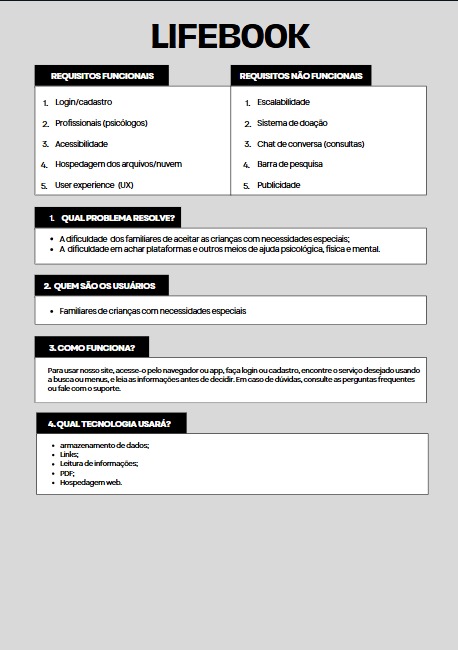 LIFEBOOK
REQUISITOS FUNCIONAIS
1. Login/cadastro
2. Profissionais (psicólogos)
3. Acessibilidade
4. Hospedagem dos arquivos/nuvem
5. User experience (UX)
REQUISITOS NÃO FUNCIONAIS
1. Escalabilidade
2. Sistema de doação
3. Chat de conversa (consultas)
4. Barra de pesquisa
5. Publicidade
1. QUAL PROBLEMA RESOLVE?
• A dificuldade dos familiares de aceitar as crianças com necessidades especiais;
• A dificuldade em achar plataformas e outros meios de ajuda psicológica, física e mental.
2. QUEM SÃO OS USUÁRIOS
• Familiares de crianças com necessidades especiais
3. COMO FUNCIONA?
Para usar nosso site, acesse-o pelo navegador ou app, faça login ou cadastro, encontre o serviço desejado usando
a busca ou menus, e leia as informações antes de decidir. Em caso de dúvidas, consulte as perguntas frequentes
ou fale com o suporte.
4. QUAL TECNOLOGIA USARÁ?
• armazenamento de dados;
• Links;
• Leitura de informações;
• PDF;
• Hospedagem web.